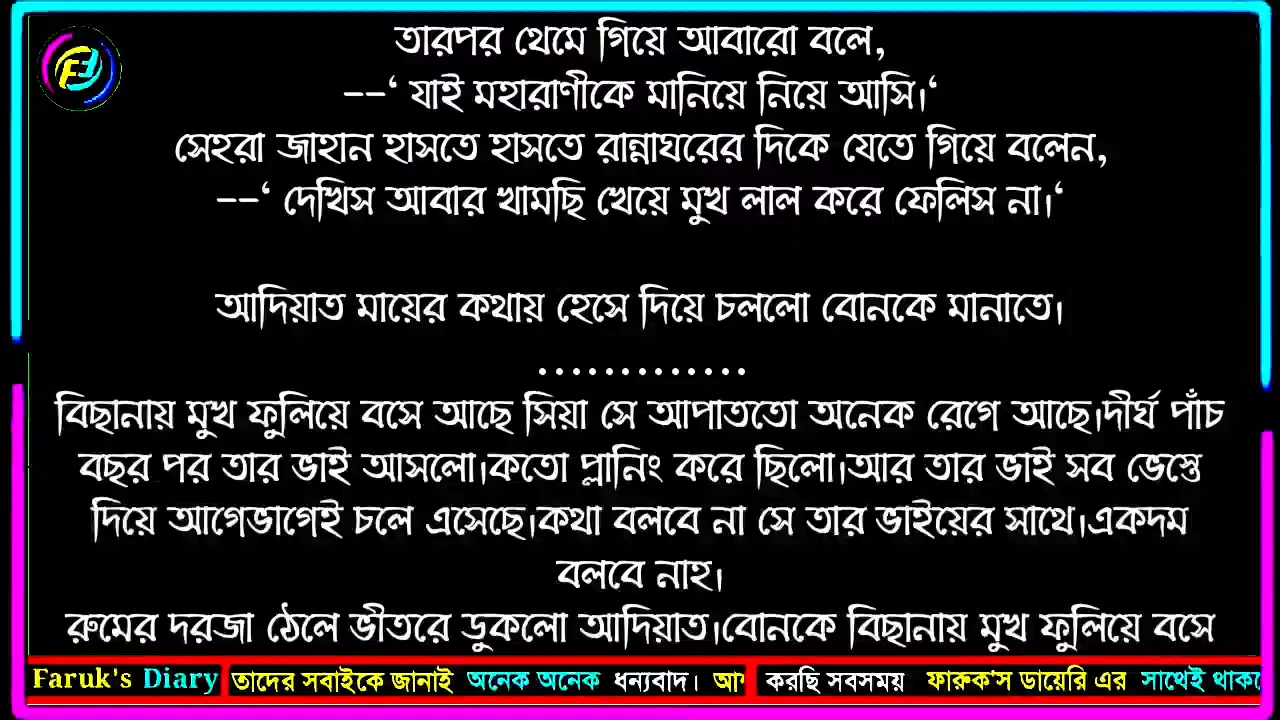 তারপর থেমে গিয়ে আবারো বলে,
--‘ যাই মহারাণীকে মানিয়ে নিয়ে আসি।‘
সেহরা জাহান হাসতে হাসতে রান্নাঘরের দিকে যেতে গিয়ে বলেন,
--‘ দেখিস আবার খামছি খেয়ে মুখ লাল করে ফেলিস না।‘
আদিয়াত মায়ের কথায় হেসে দিয়ে চললো বোনকে মানাতে।
.............
বিছানায় মুখ ফুলিয়ে বসে আছে সিয়া সে আপাততো অনেক রেগে আছে।দীর্ঘ পাঁচ
বছর পর তার ভাই আসলো।কতো প্লানিং করে ছিলো।আর তার ভাই সব ভেস্তে
দিয়ে আগেভাগেই চলে এসেছে।কথা বলবে না সে তার ভাইয়ের সাথে।একদম
বলবে নাহ।
রুমের দরজা ঠেলে ভীতরে ডুকলো আদিয়াত।বোনকে বিছানায় মুখ ফুলিয়ে বসে
Faruk's Diary তাদের সবাইকে জানাই অনেক অনেক ধন্যবাদ। করছি সবসময় ফারুক'স ডায়েরি এর সাথেই